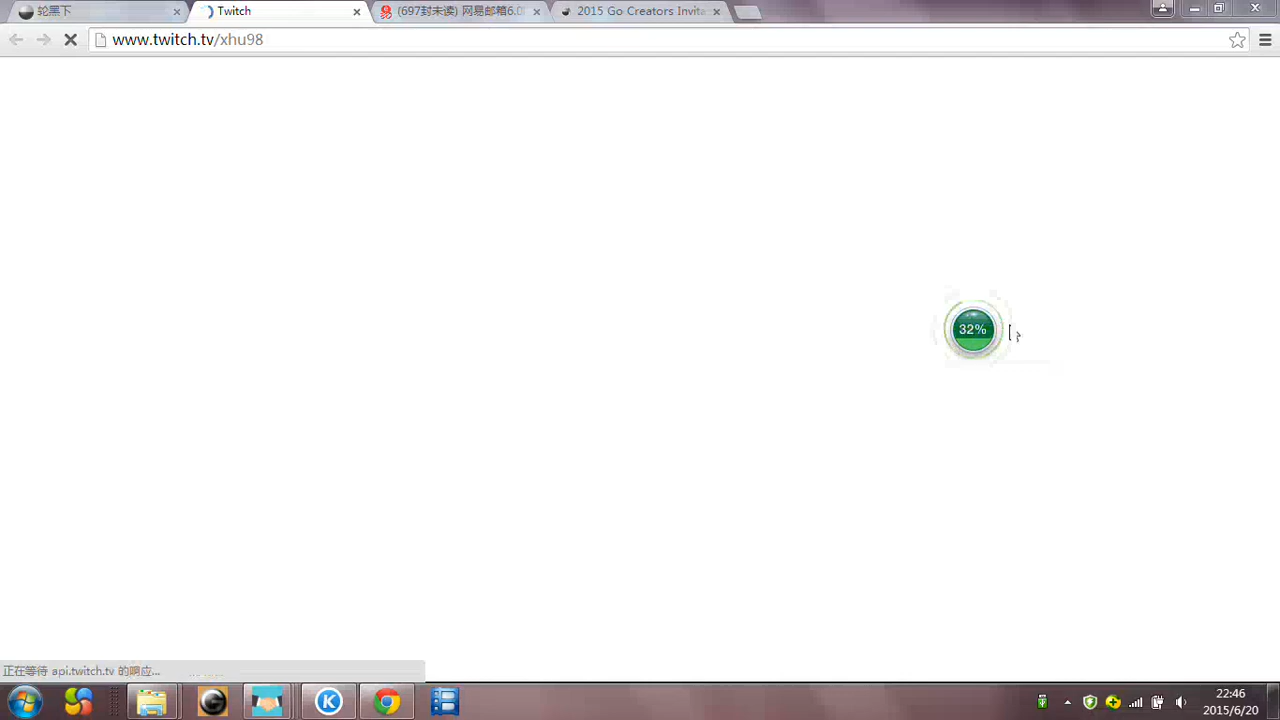 轮黑下
Twitch
(697封未读) 网易邮箱6.0
2015 Go Creators Invita
www.twitch.tv/xhu98
32%
正在等待 api.twitch.tv 的响应...
22:46
2015/6/20